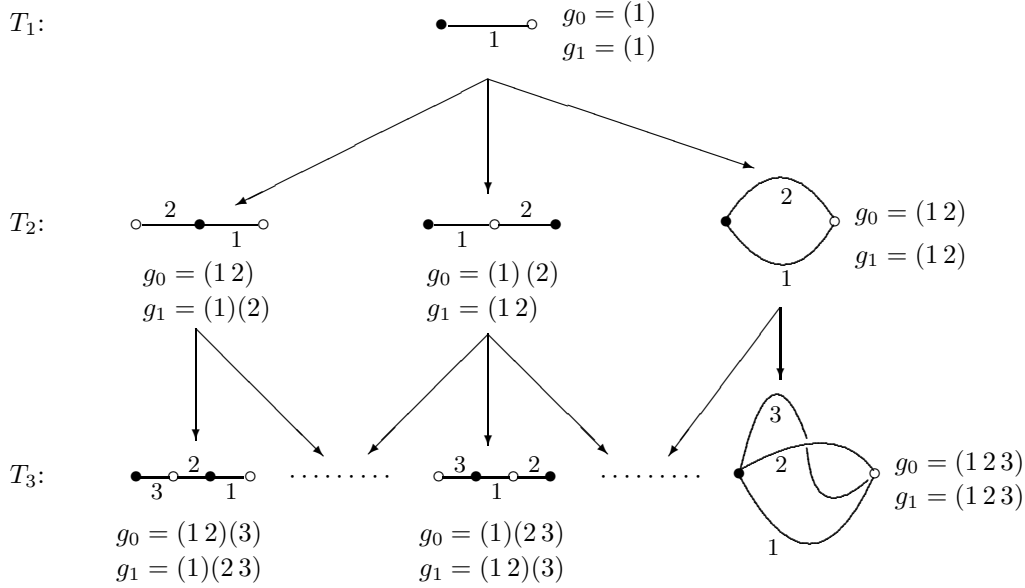 T₁:
1
g₀ = (1)
g₁ = (1)
T₂:
2
1
g₀ = (1 2)
g₁ = (1)(2)
2
1
g₀ = (1) (2)
g₁ = (1 2)
2
1
g₀ = (1 2)
g₁ = (1 2)
T₃:
2
3 1
g₀ = (1 2)(3)
g₁ = (1)(2 3)
. . . . . . . . . .
3 2
1
g₀ = (1)(2 3)
g₁ = (1 2)(3)
. . . . . . . . . .
3
2
1
g₀ = (1 2 3)
g₁ = (1 2 3)